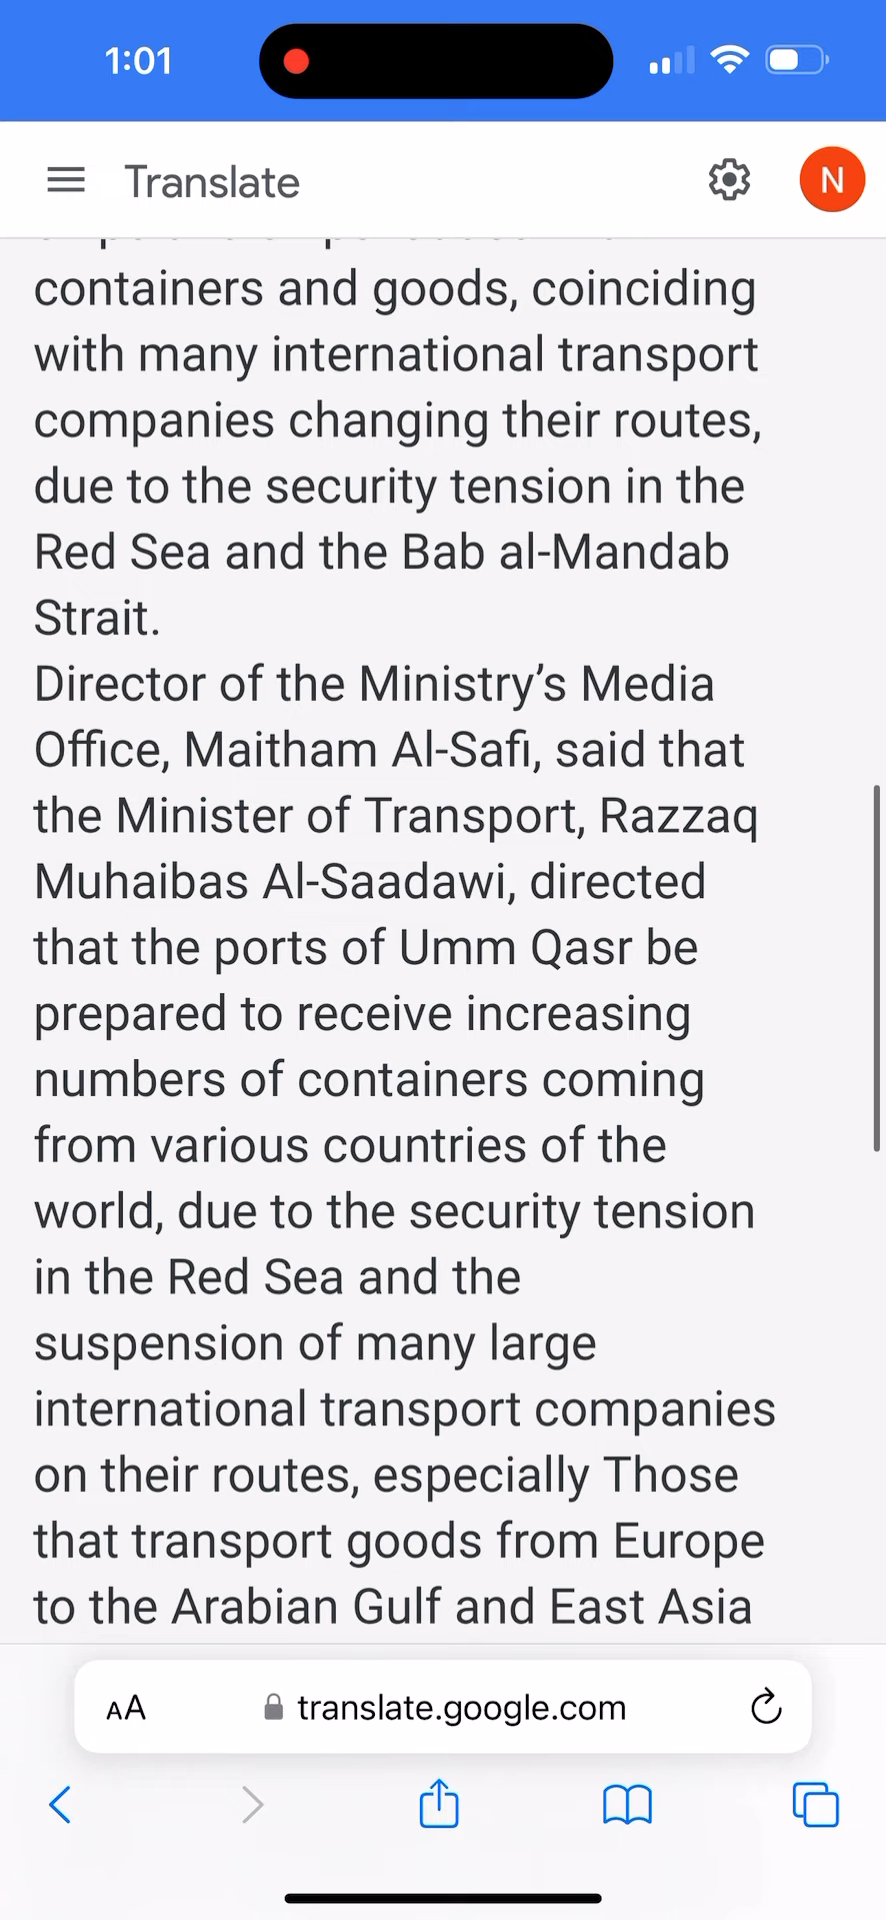 1:01
Translate
N
containers and goods, coinciding
with many international transport
companies changing their routes,
due to the security tension in the
Red Sea and the Bab al-Mandab
Strait.
Director of the Ministry’s Media
Office, Maitham Al-Safi, said that
the Minister of Transport, Razzaq
Muhaibas Al-Saadawi, directed
that the ports of Umm Qasr be
prepared to receive increasing
numbers of containers coming
from various countries of the
world, due to the security tension
in the Red Sea and the
suspension of many large
international transport companies
on their routes, especially Those
that transport goods from Europe
to the Arabian Gulf and East Asia
AA translate.google.com